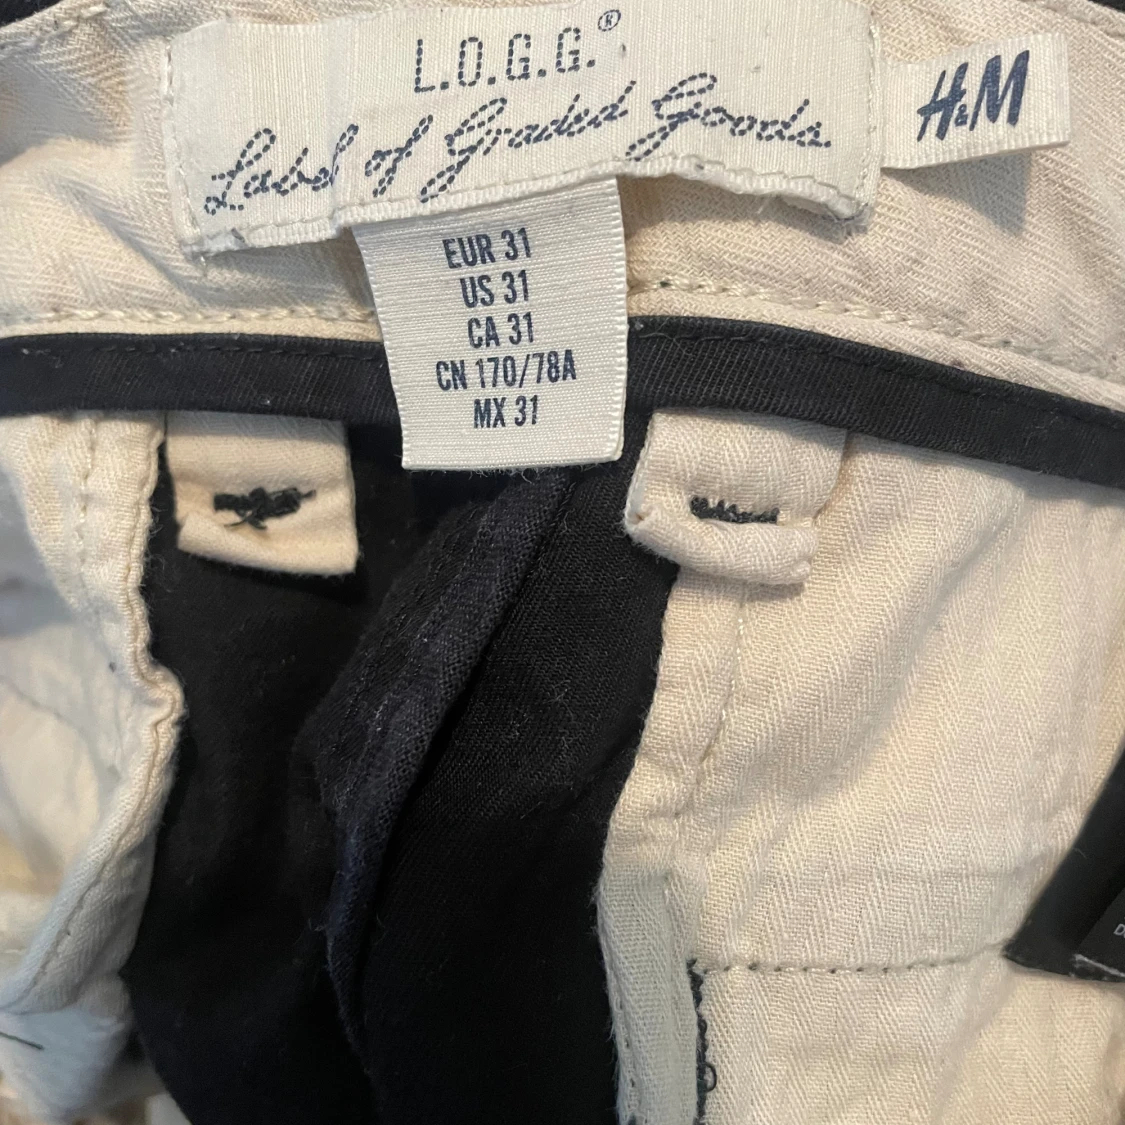 L.O.G.G.®
Label of Graded Goods.
H&M
EUR 31
US 31
CA 31
CN 170/78A
MX 31